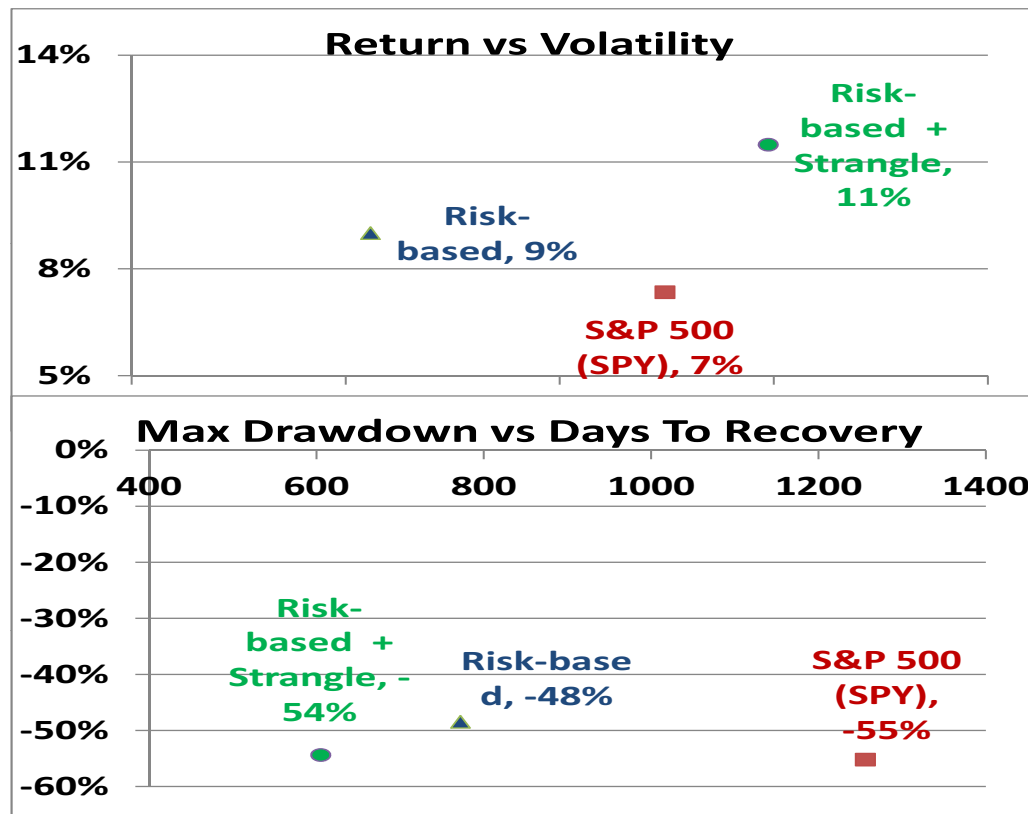 Return vs Volatility
14%
11%
8%
5%
Risk-
based +
Strangle,
11%
Risk-
based, 9%
S&P 500
(SPY), 7%
Max Drawdown vs Days To Recovery
0%
400 600 800 1000 1200 1400
-10%
-20%
-30%
-40%
-50%
-60%
Risk-
based +
Strangle, -
54%
Risk-base
d, -48%
S&P 500
(SPY),
-55%